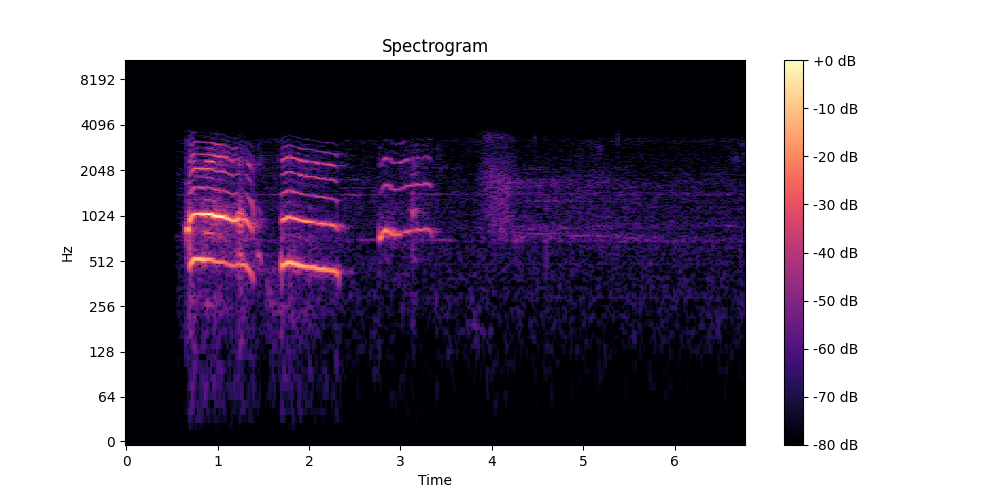 Spectrogram
8192
4096
2048
1024
512
256
128
64
0
Hz
0 1 2 3 4 5 6
Time
+0 dB
-10 dB
-20 dB
-30 dB
-40 dB
-50 dB
-60 dB
-70 dB
-80 dB